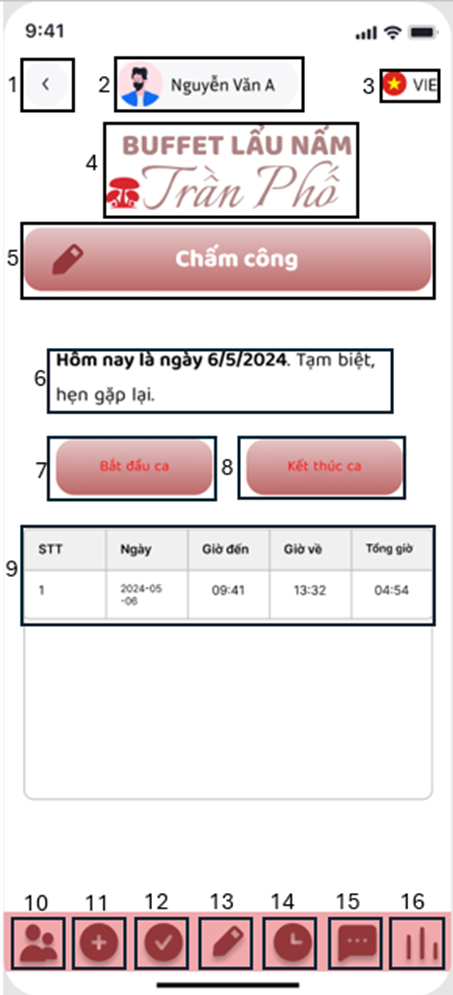 9:41
1
2
Nguyễn Văn A
3
VIE
4
BUFFET LẨU NẤM
Trần Phố
5
Chấm công
6
Hôm nay là ngày 6/5/2024. Tạm biệt,
hẹn gặp lại.
7
Bắt đầu ca
8
Kết thúc ca
9
STT Ngày Giờ đến Giờ về Tổng giờ
1 2024-05 09:41 13:32 04:54
-06
10 11 12 13 14 15 16